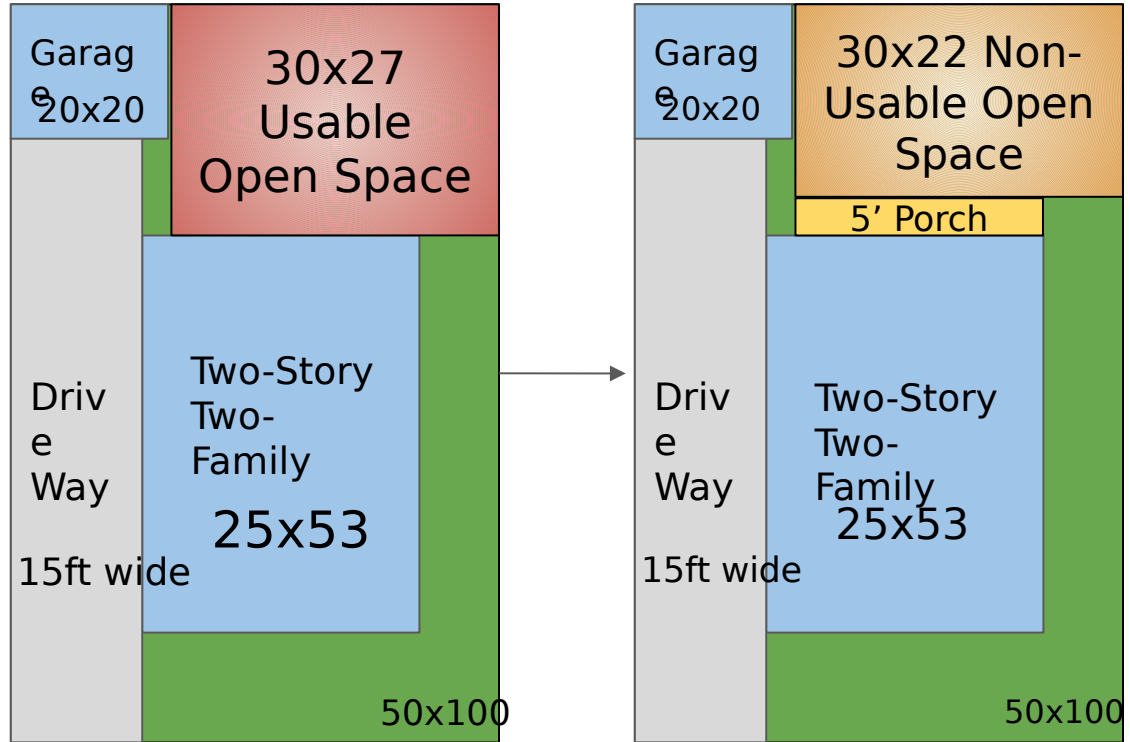 Garag
e
20x20
30x27
Usable
Open Space
Driv
e
Way
15ft wide
Two-Story
Two-
Family
25x53
50x100
Garag
e
20x20
30x22 Non-
Usable Open
Space
5’ Porch
Driv
e
Way
15ft wide
Two-Story
Two-
Family
25x53
50x100